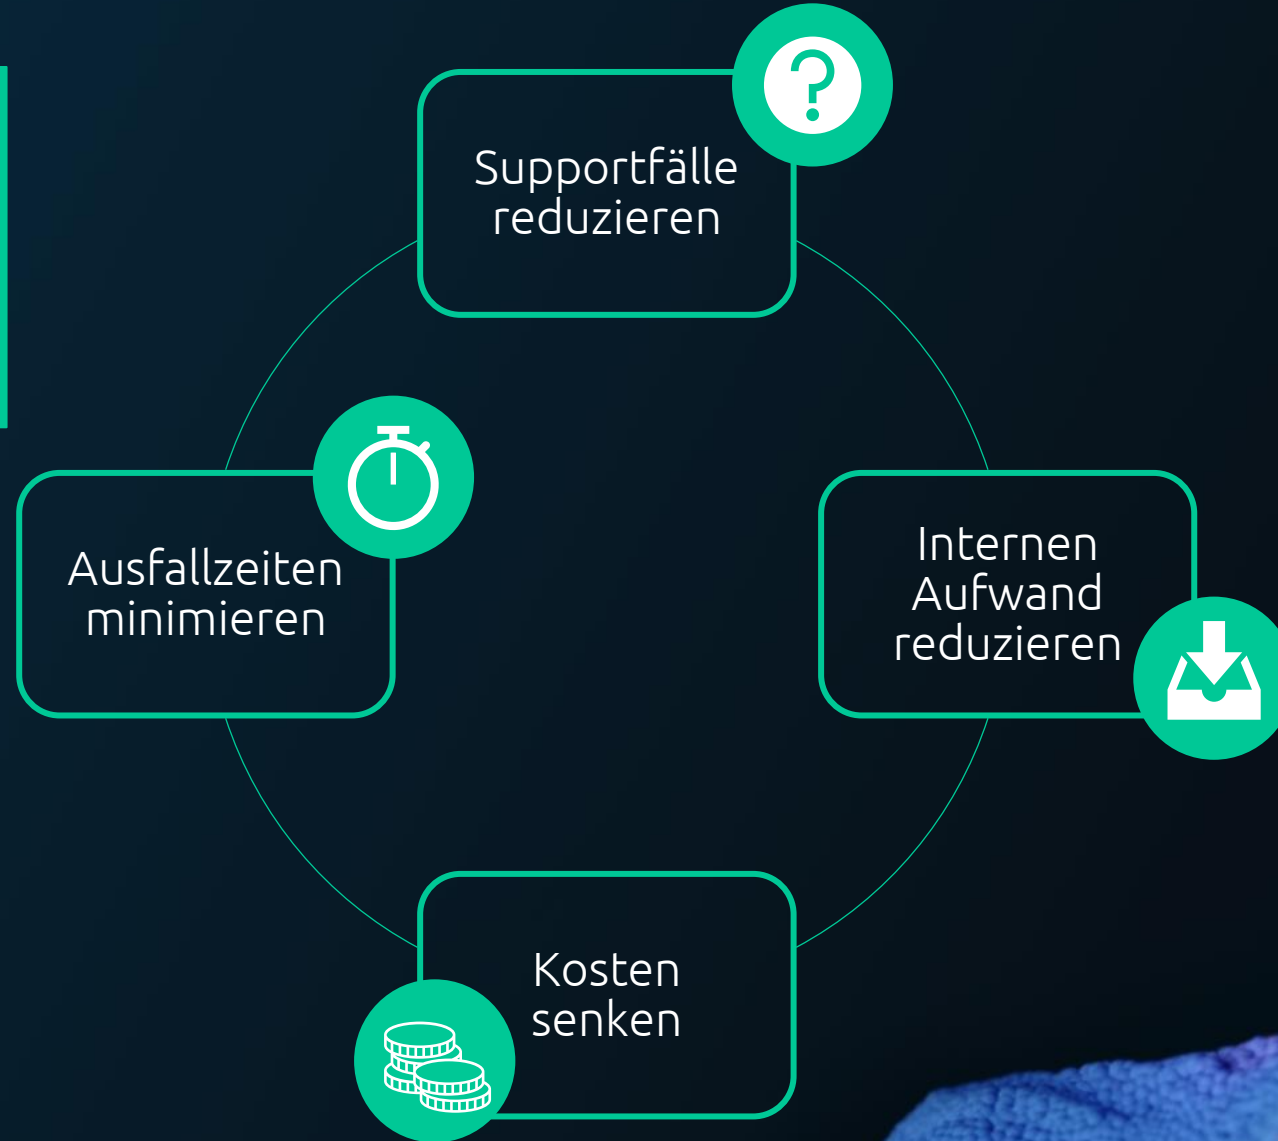 Supportfälle
reduzieren
Ausfallzeiten
minimieren
Internen
Aufwand
reduzieren
Kosten
senken